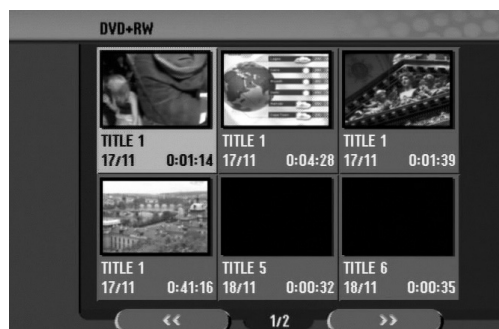 DVD+RW
TITLE 1 TITLE 1 TITLE 1
17/11 0:01:14 17/11 0:04:28 17/11 0:01:39
TITLE 1 TITLE 5 TITLE 6
17/11 0:41:16 18/11 0:00:32 18/11 0:00:35
<< 1/2 >>